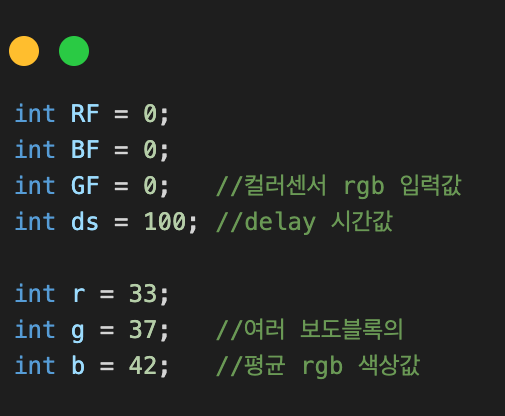 int RF = 0;
int BF = 0;
int GF = 0;   //컬러센서 rgb 입력값
int ds = 100; //delay 시간값
int r = 33;
int g = 37;   //여러 보도블록의
int b = 42;   //평균 rgb 색상값